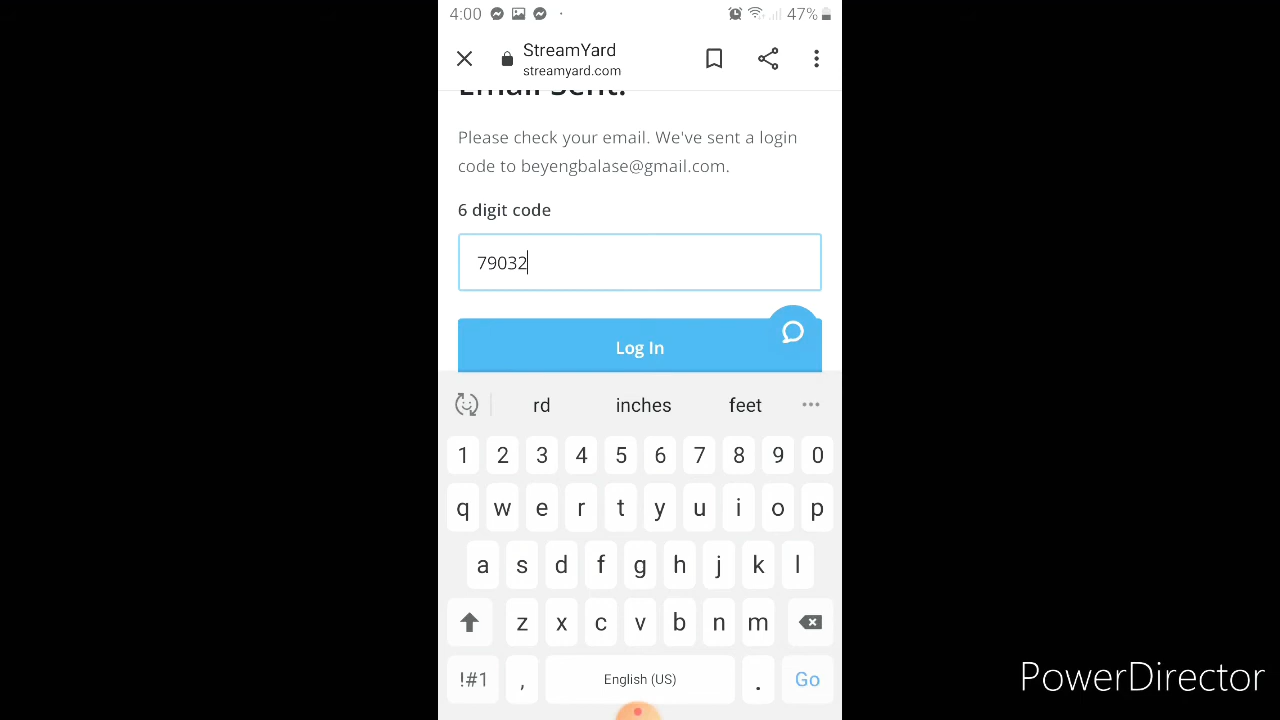 4:00
47%
StreamYard
streamyard.com
Email sent.
Please check your email. We've sent a login
code to beyengbalase@gmail.com.
6 digit code
79032
Log In
rd inches feet
1 2 3 4 5 6 7 8 9 0
q w e r t y u i o p
a s d f g h j k l
z x c v b n m
!#1 , English (US) . Go
PowerDirector